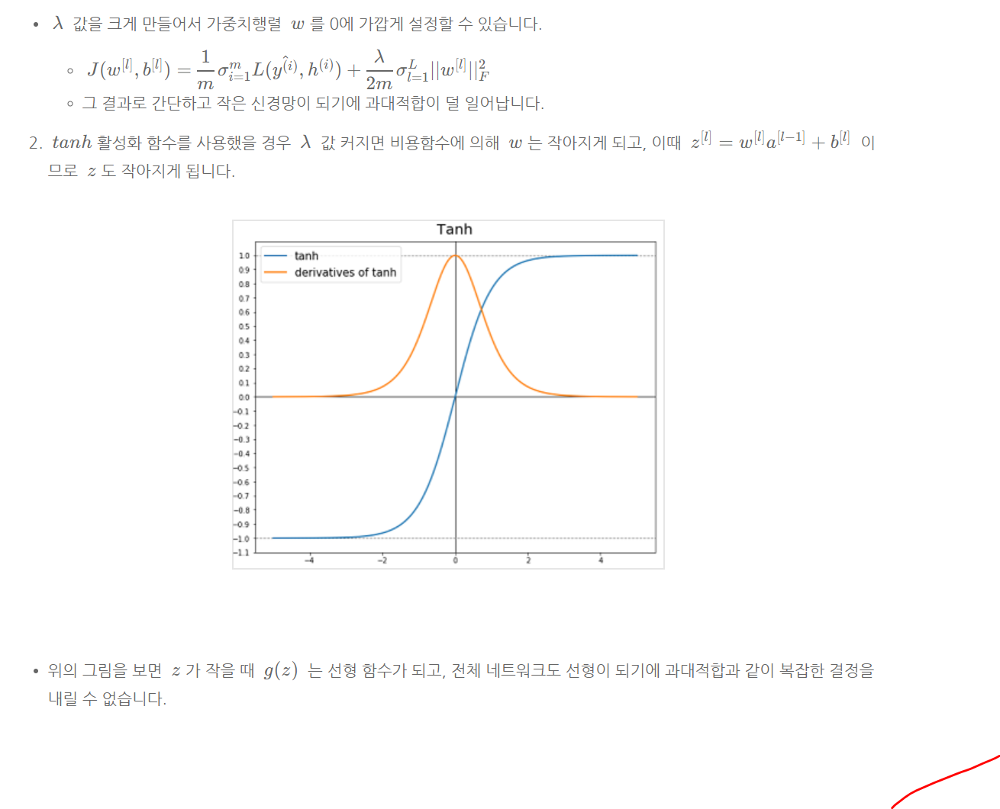 • λ 값을 크게 만들어서 가중치행렬 w 를 0에 가깝게 설정할 수 있습니다.
◦ J(w^{[l]}, b^{[l]}) = \frac{1}{m} σ_{i=1}^{m} L(\hat{y^{(i)}}, h^{(i)}) + \frac{λ}{2m} σ_{l=1}^{L} ||w^{[l]}||_F^2
◦ 그 결과로 간단하고 작은 신경망이 되기에 과대적합이 덜 일어납니다.
2. tanh 활성화 함수를 사용했을 경우 λ 값 커지면 비용함수에 의해 w 는 작아지게 되고, 이때 z^{[l]} = w^{[l]}a^{[l−1]} + b^{[l]} 이
므로 z 도 작아지게 됩니다.
Tanh
tanh
derivatives of tanh
1.0
0.9
0.8
0.7
0.6
0.5
0.4
0.3
0.2
0.1
0.0
−0.1
−0.2
−0.3
−0.4
−0.5
−0.6
−0.7
−0.8
−0.9
−1.0
−1.1
−4 −2 0 2 4
• 위의 그림을 보면 z 가 작을 때 g(z) 는 선형 함수가 되고, 전체 네트워크도 선형이 되기에 과대적합과 같이 복잡한 결정을
내릴 수 없습니다.